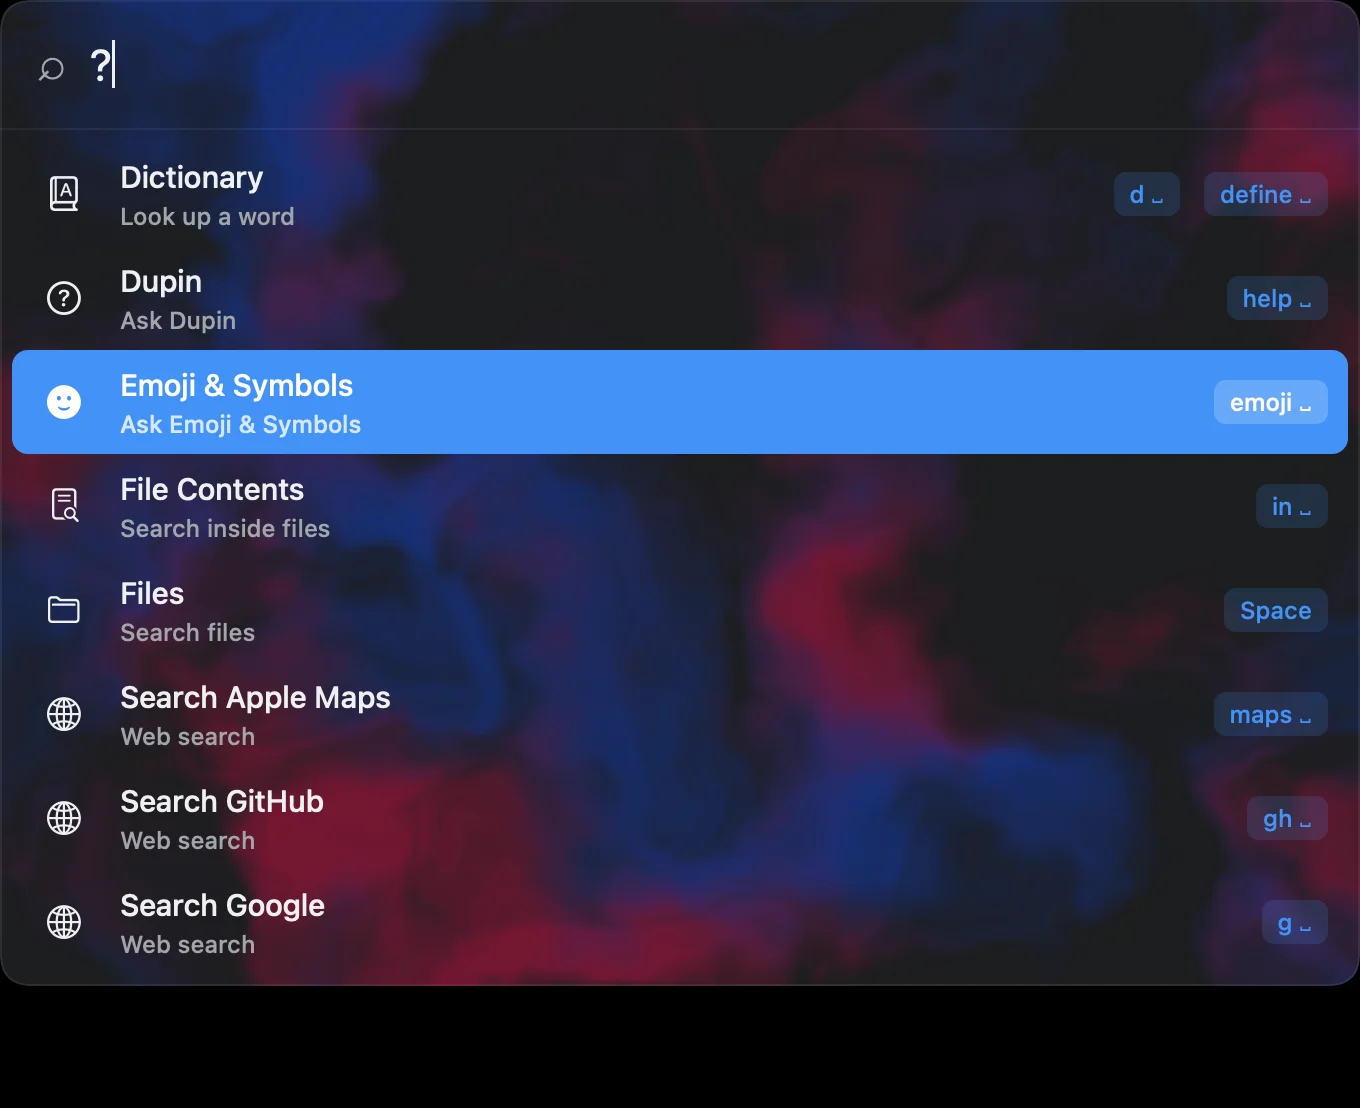 ?
Dictionary
Look up a word
d ⎵
define ⎵
Dupin
Ask Dupin
help ⎵
Emoji & Symbols
Ask Emoji & Symbols
emoji ⎵
File Contents
Search inside files
in ⎵
Files
Search files
Space
Search Apple Maps
Web search
maps ⎵
Search GitHub
Web search
gh ⎵
Search Google
Web search
g ⎵